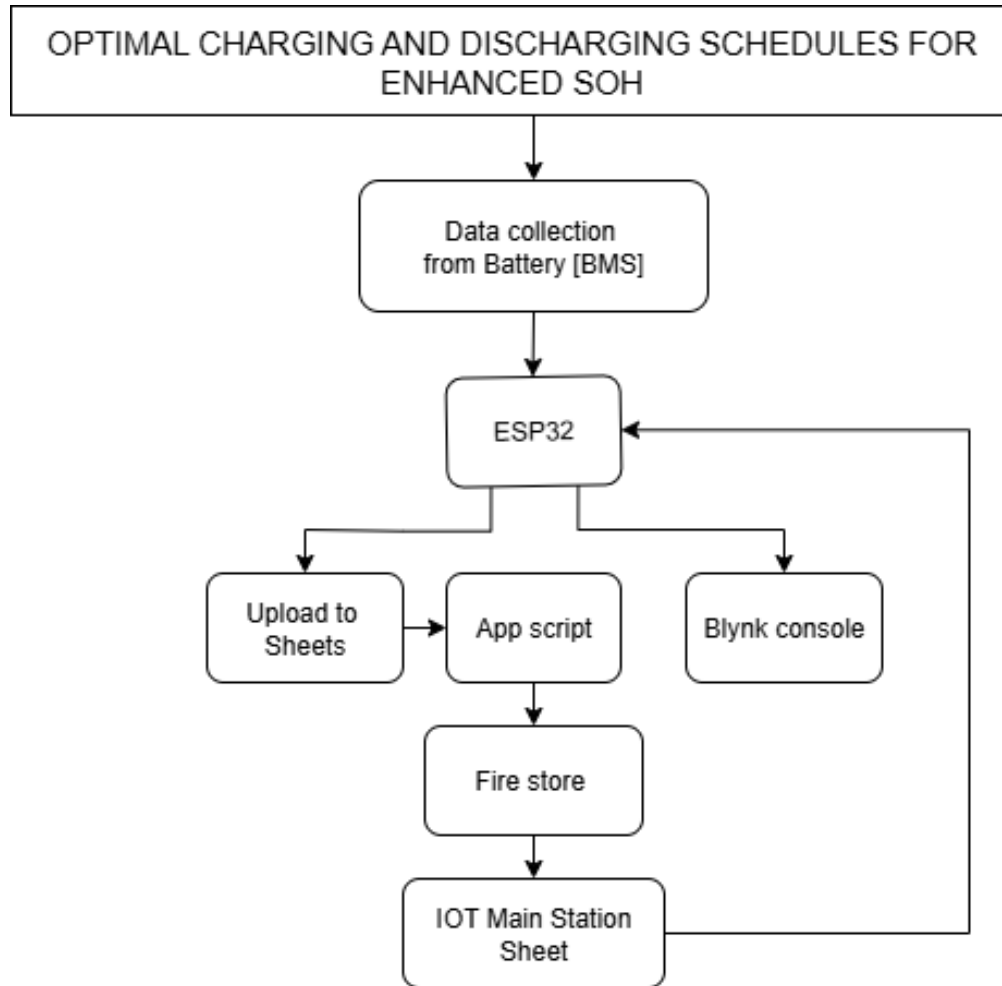 OPTIMAL CHARGING AND DISCHARGING SCHEDULES FOR
ENHANCED SOH
Data collection
from Battery [BMS]
ESP32
Upload to
Sheets
App script
Blynk console
Fire store
IOT Main Station
Sheet